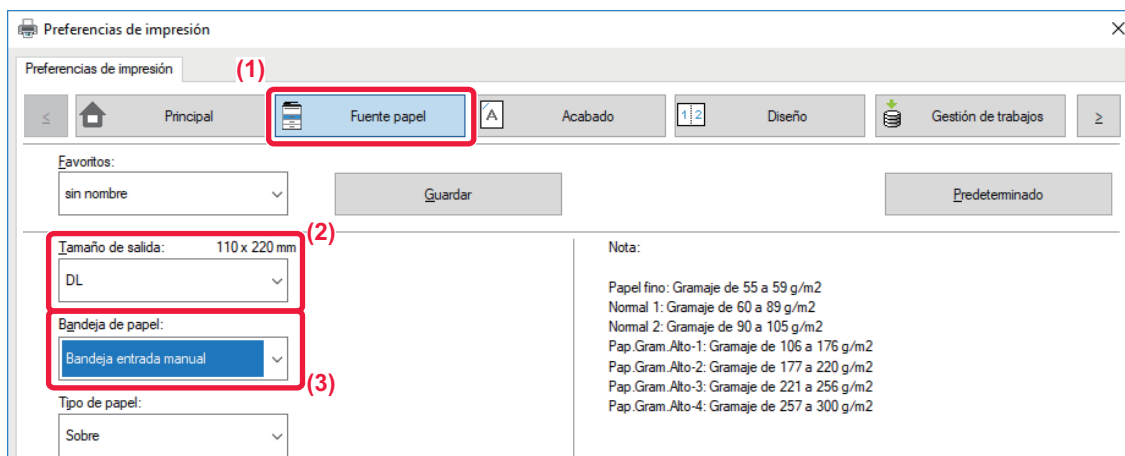 Preferencias de impresión
Preferencias de impresión
(1)
< Principal Fuente papel A Acabado 1 2 Diseño Gestión de trabajos >
Favoritos:
sin nombre Guardar Predeterminado
Tamaño de salida: 110 x 220 mm (2)
DL
Bandeja de papel:
Bandeja entrada manual
(3)
Tipo de papel:
Sobre
Nota:
Papel fino: Gramaje de 55 a 59 g/m2
Normal 1: Gramaje de 60 a 89 g/m2
Normal 2: Gramaje de 90 a 105 g/m2
Pap.Gram.Alto-1: Gramaje de 106 a 176 g/m2
Pap.Gram.Alto-2: Gramaje de 177 a 220 g/m2
Pap.Gram.Alto-3: Gramaje de 221 a 256 g/m2
Pap.Gram.Alto-4: Gramaje de 257 a 300 g/m2